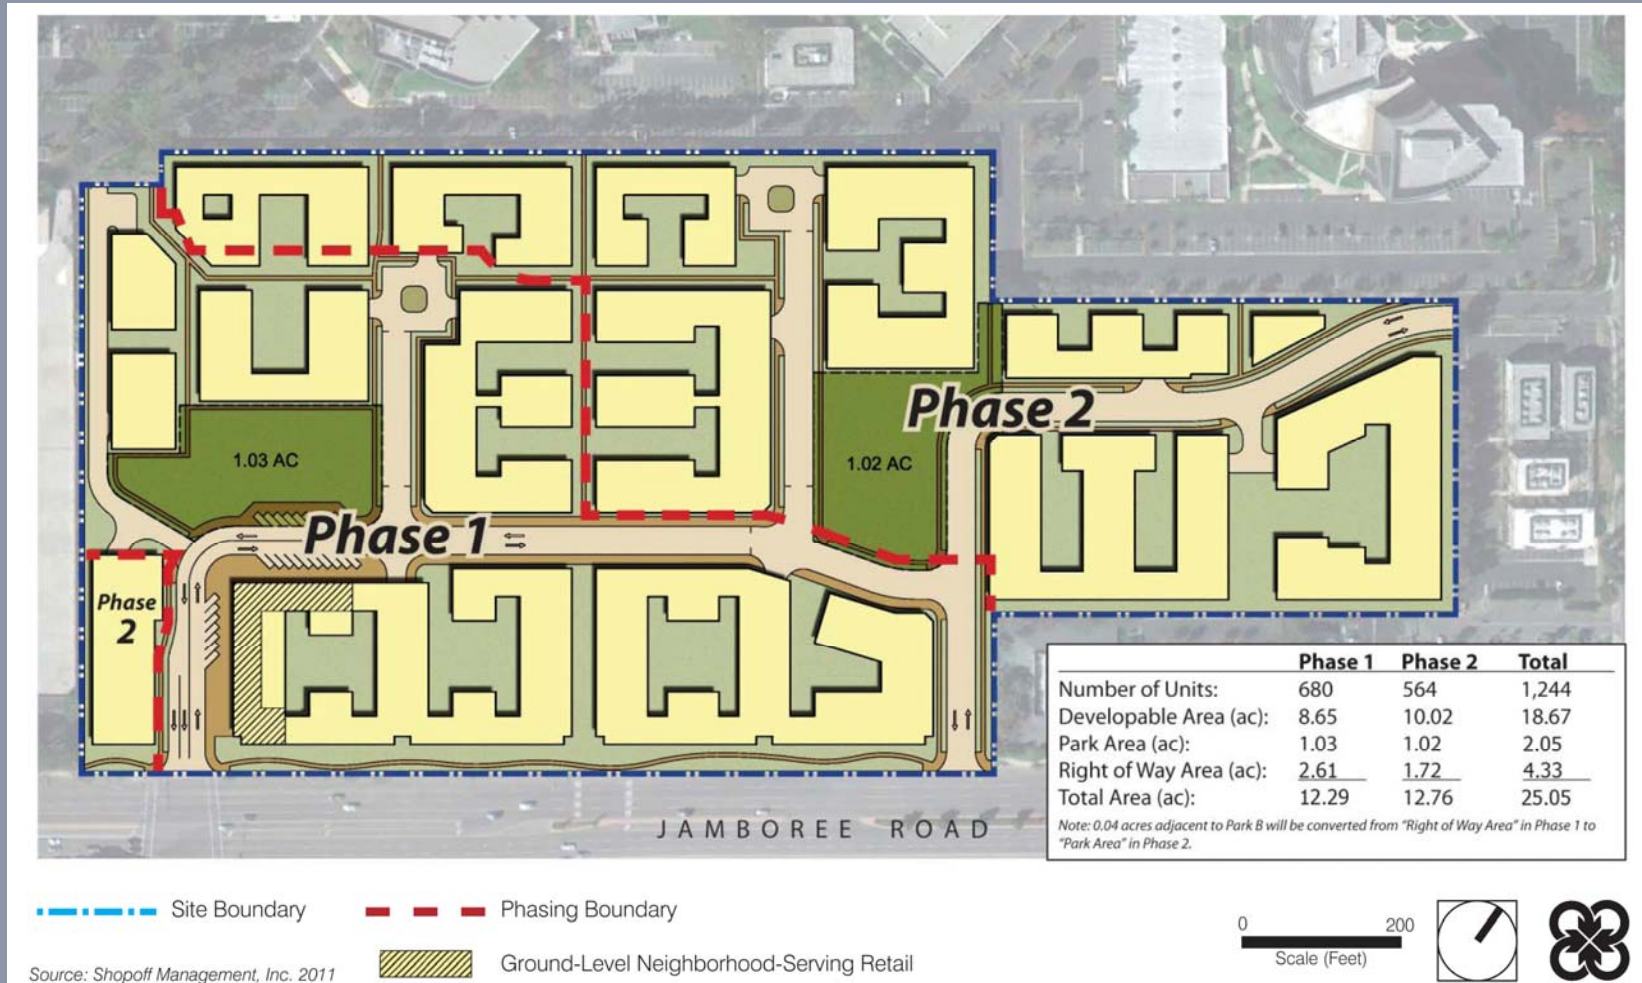 1.03 AC
Phase 2
1.02 AC
Phase 1
Phase
2
Phase 1 Phase 2 Total
Number of Units: 680 564 1,244
Developable Area (ac): 8.65 10.02 18.67
Park Area (ac): 1.03 1.02 2.05
Right of Way Area (ac): 2.61 1.72 4.33
Total Area (ac): 12.29 12.76 25.05
Note: 0.04 acres adjacent to Park B will be converted from "Right of Way Area" in Phase 1 to
"Park Area" in Phase 2.
JAMBOREE ROAD
Site Boundary
Phasing Boundary
Ground-Level Neighborhood-Serving Retail
0 200
Scale (Feet)
Source: Shopoff Management, Inc. 2011